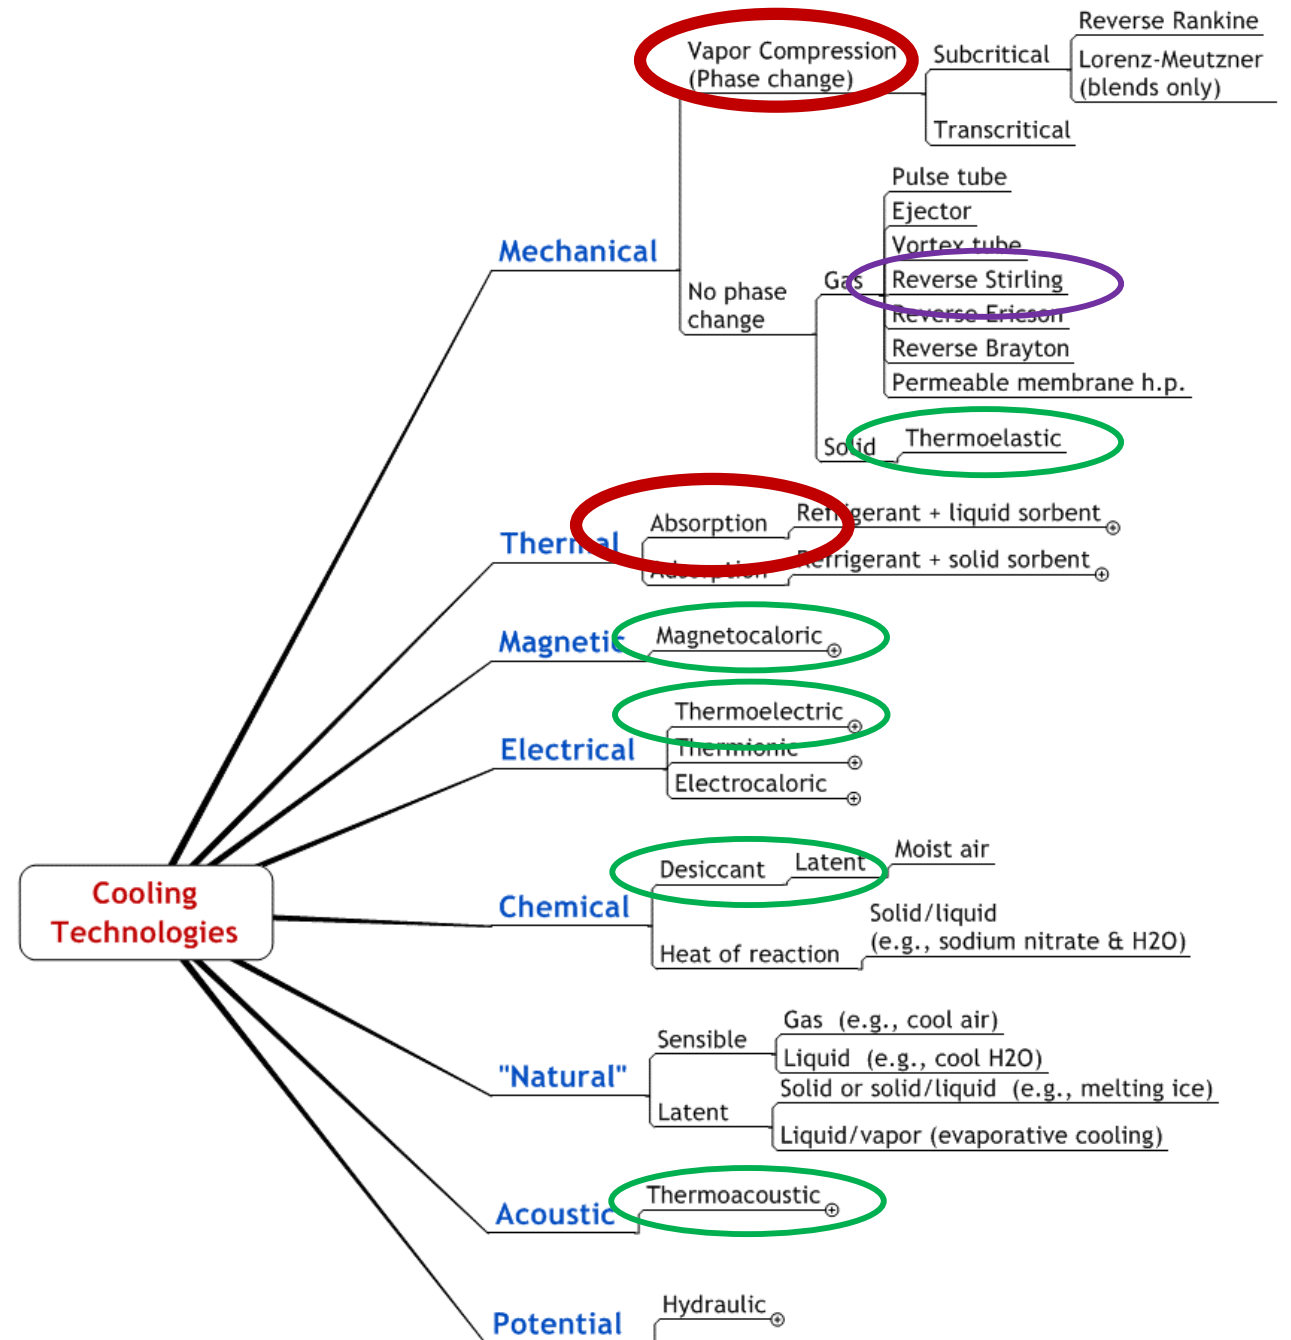 Vapor Compression
(Phase change)
Subcritical
Reverse Rankine
Lorenz-Meutzner
(blends only)
Transcritical
Mechanical
No phase
change
Gas
Pulse tube
Ejector
Vortex tube
Reverse Stirling
Reverse Ericson
Reverse Brayton
Permeable membrane h.p.
Solid
Thermoelastic
Thermal
Absorption
Refrigerant + liquid sorbent
Adsorption
Refrigerant + solid sorbent
Magnetic
Magnetocaloric
Electrical
Thermoelectric
Thermionic
Electrocaloric
Cooling
Technologies
Chemical
Desiccant
Latent
Moist air
Heat of reaction
Solid/liquid
(e.g., sodium nitrate & H2O)
"Natural"
Sensible
Gas (e.g., cool air)
Liquid (e.g., cool H2O)
Latent
Solid or solid/liquid (e.g., melting ice)
Liquid/vapor (evaporative cooling)
Acoustic
Thermoacoustic
Potential
Hydraulic